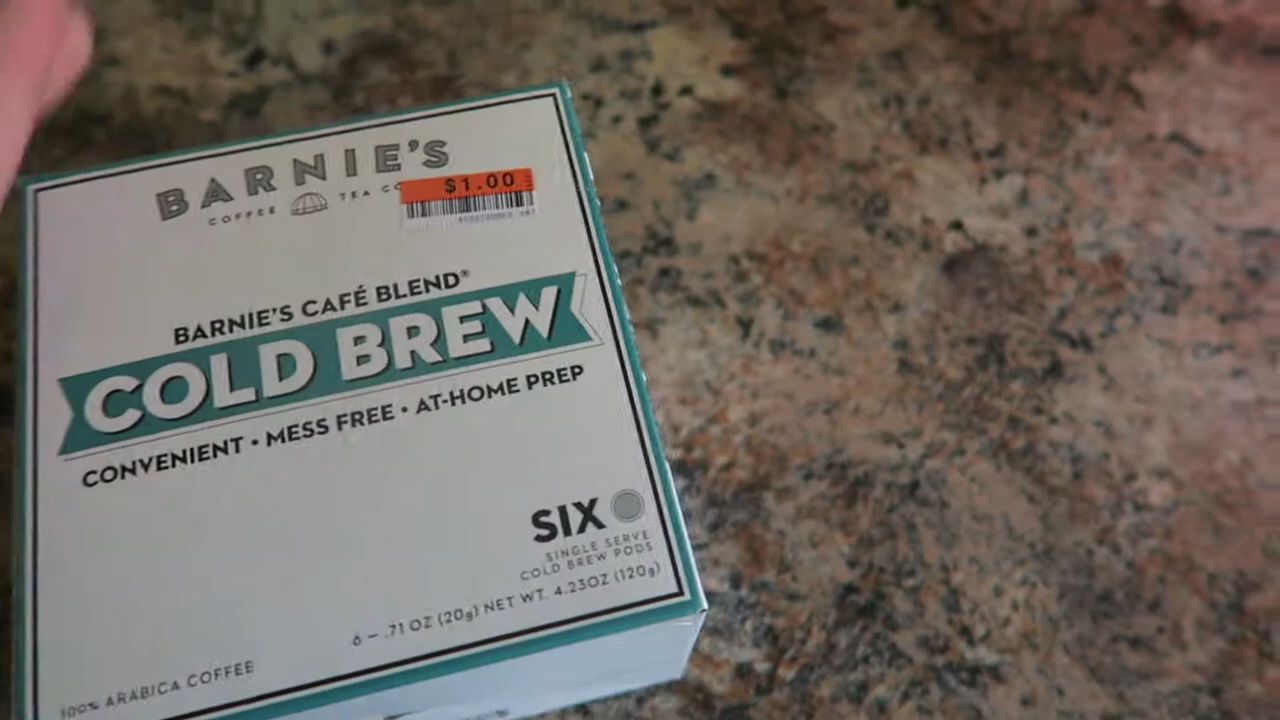 BARNIE'S
COFFEE TEA
$1.00
BARNIE'S CAFÉ BLEND®
COLD BREW
CONVENIENT • MESS FREE • AT-HOME PREP
SIX
SINGLE SERVE
COLD BREW PODS
6 – .71 OZ (20g) NET WT. 4.23OZ (120g)
100% ARABICA COFFEE